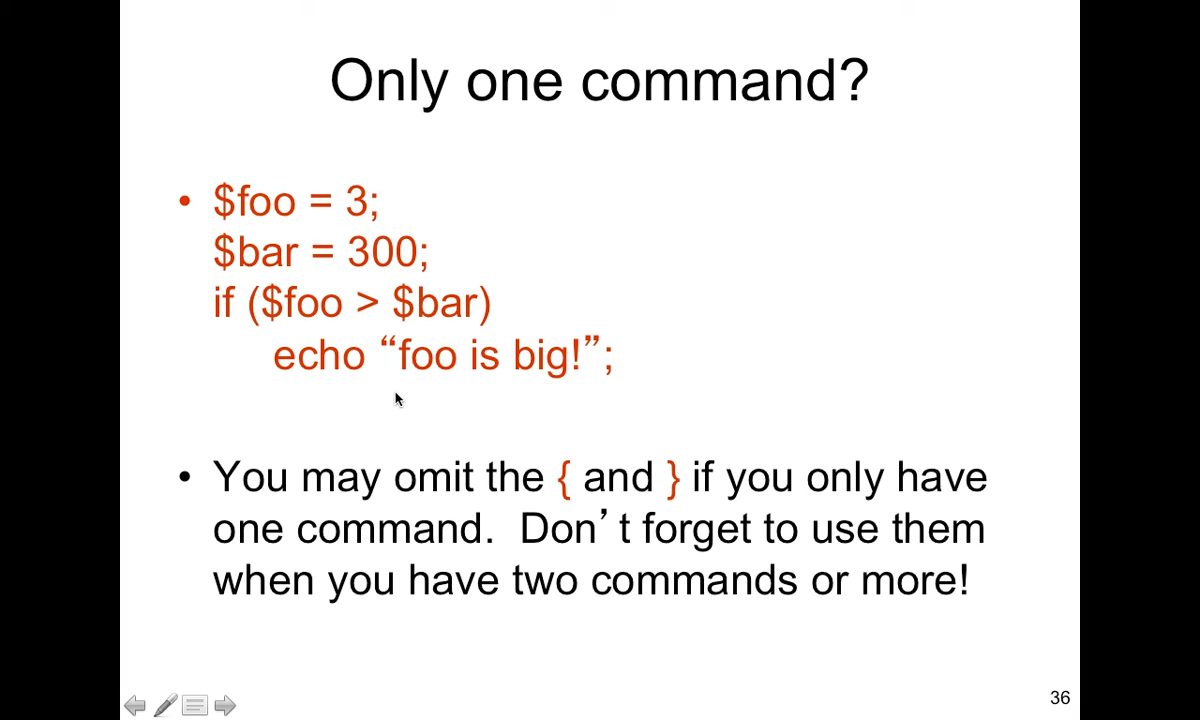 Only one command?
• $foo = 3;
$bar = 300;
if ($foo > $bar)
echo “foo is big!”;
• You may omit the { and } if you only have
one command.  Don’t forget to use them
when you have two commands or more!
36